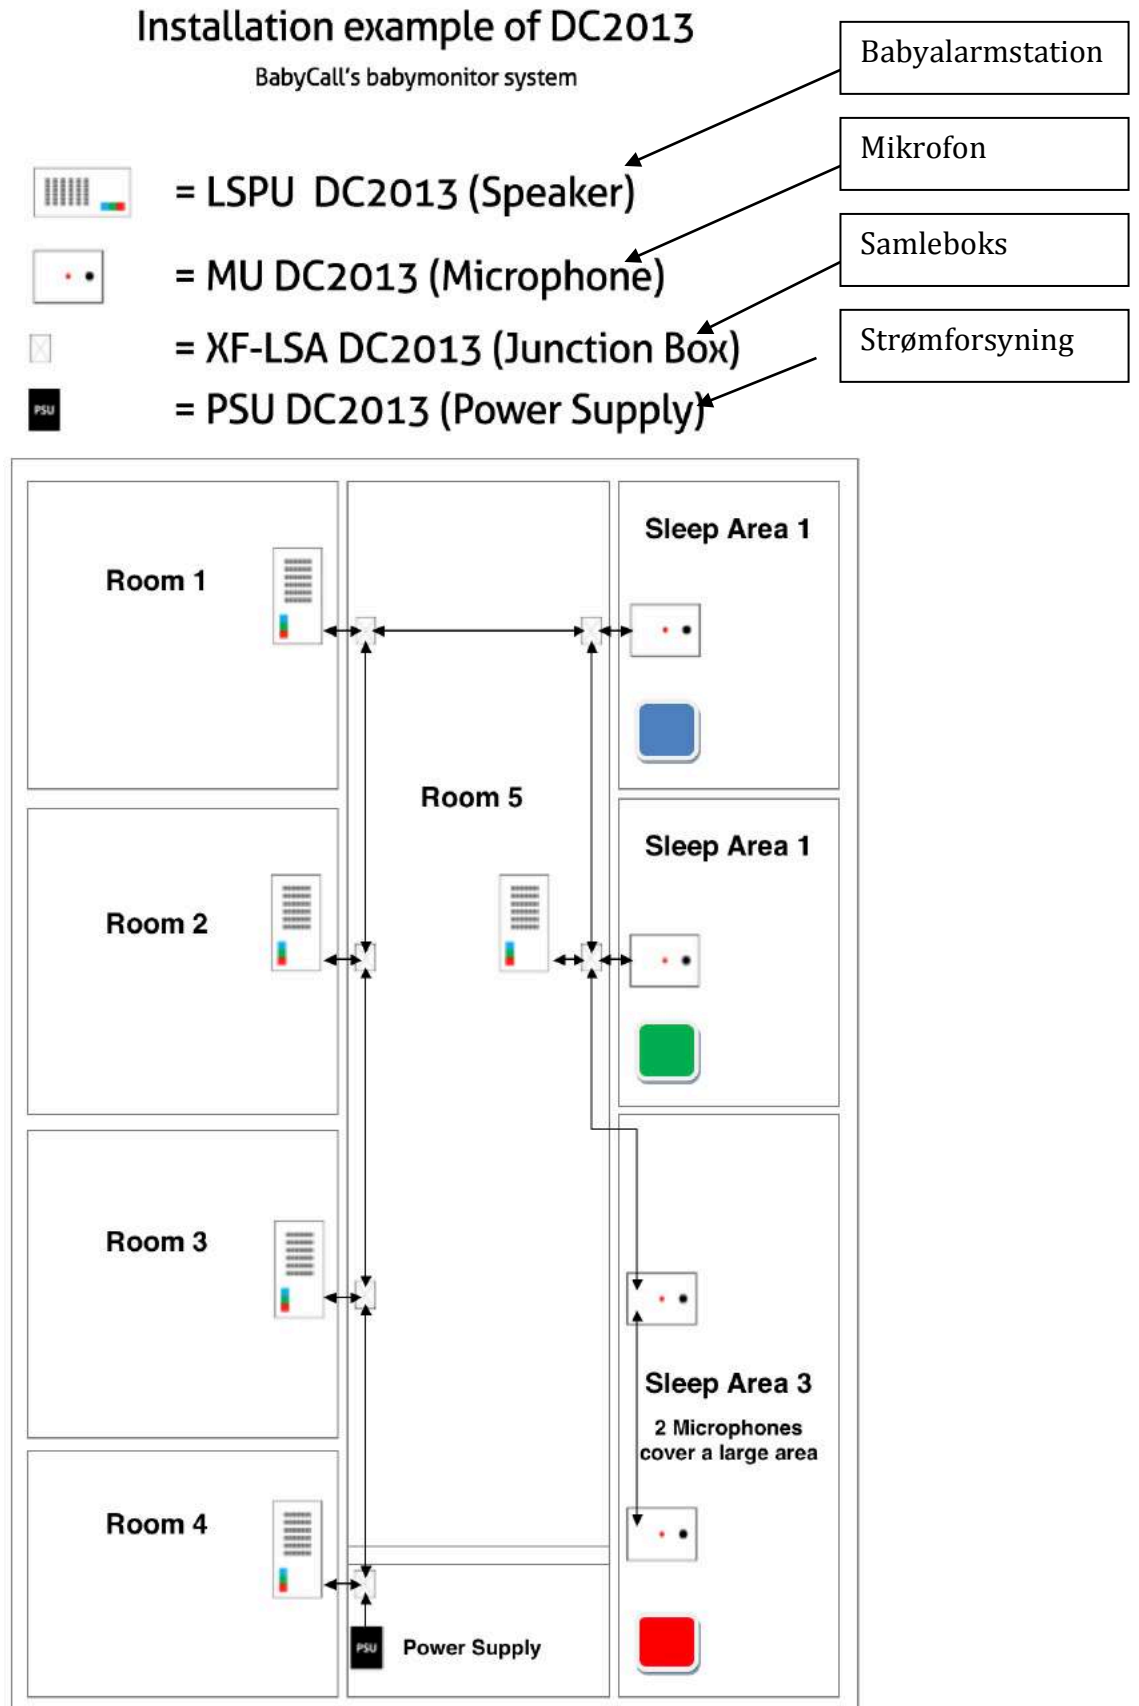 Installation example of DC2013
BabyCall's babymonitor system
Babyalarmstation
Mikrofon
Samleboks
Strømforsyning
= LSPU DC2013 (Speaker)
= MU DC2013 (Microphone)
= XF-LSA DC2013 (Junction Box)
PSU
= PSU DC2013 (Power Supply)
Room 1
Sleep Area 1
Room 5
Sleep Area 1
Room 2
Room 3
Sleep Area 3
2 Microphones
cover a large area
Room 4
PSU
Power Supply